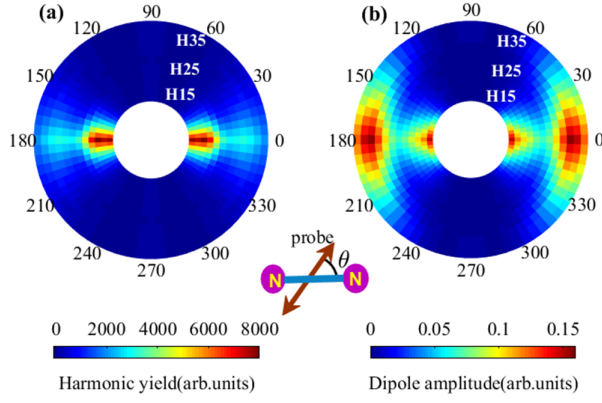 (a)
90
120
60
150
30
180
0
210
330
240
300
270
H35
H25
H15
(b)
90
120
60
150
30
180
0
210
330
240
300
270
H35
H25
H15
probe
θ
N
N
0 2000 4000 6000 8000
Harmonic yield(arb.units)
0 0.05 0.1 0.15
Dipole amplitude(arb.units)